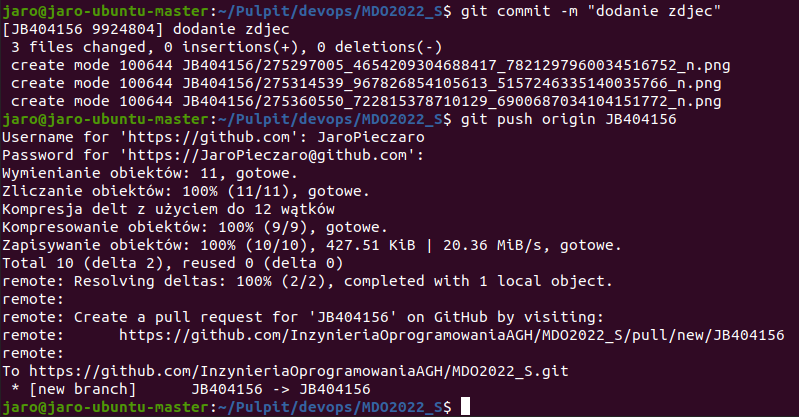 jaro@jaro-ubuntu-master:~/Pulpit/devops/MDO2022_S$ git commit -m "dodanie zdjec"
[JB404156 9924804] dodanie zdjec
 3 files changed, 0 insertions(+), 0 deletions(-)
 create mode 100644 JB404156/275297005_4654209304688417_7821297960034516752_n.png
 create mode 100644 JB404156/275314539_967826854105613_5157246335140035766_n.png
 create mode 100644 JB404156/275360550_722815378710129_6900687034104151772_n.png
jaro@jaro-ubuntu-master:~/Pulpit/devops/MDO2022_S$ git push origin JB404156
Username for 'https://github.com': JaroPieczaro
Password for 'https://JaroPieczaro@github.com':
Wymienianie obiektów: 11, gotowe.
Zliczanie obiektów: 100% (11/11), gotowe.
Kompresja delt z użyciem do 12 wątków
Kompresowanie obiektów: 100% (9/9), gotowe.
Zapisywanie obiektów: 100% (10/10), 427.51 KiB | 20.36 MiB/s, gotowe.
Total 10 (delta 2), reused 0 (delta 0)
remote: Resolving deltas: 100% (2/2), completed with 1 local object.
remote:
remote: Create a pull request for 'JB404156' on GitHub by visiting:
remote:      https://github.com/InzynieriaOprogramowaniaAGH/MDO2022_S/pull/new/JB404156
remote:
To https://github.com/InzynieriaOprogramowaniaAGH/MDO2022_S.git
 * [new branch]      JB404156 -> JB404156
jaro@jaro-ubuntu-master:~/Pulpit/devops/MDO2022_S$